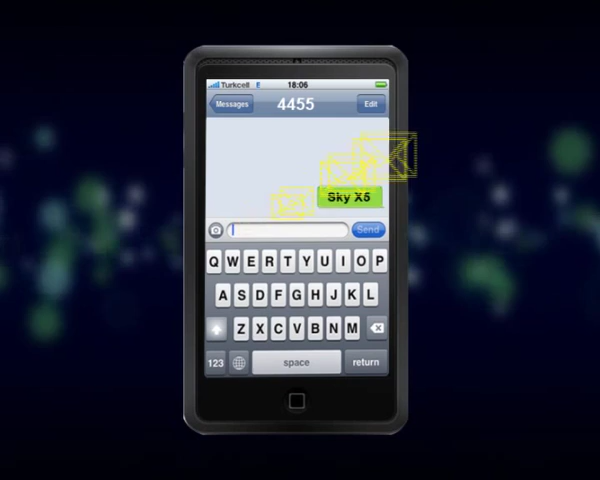 Turkcell E 18:06
Messages 4455 Edit
Sky X5
Send
Q W E R T Y U I O P
A S D F G H J K L
Z X C V B N M
123 space return